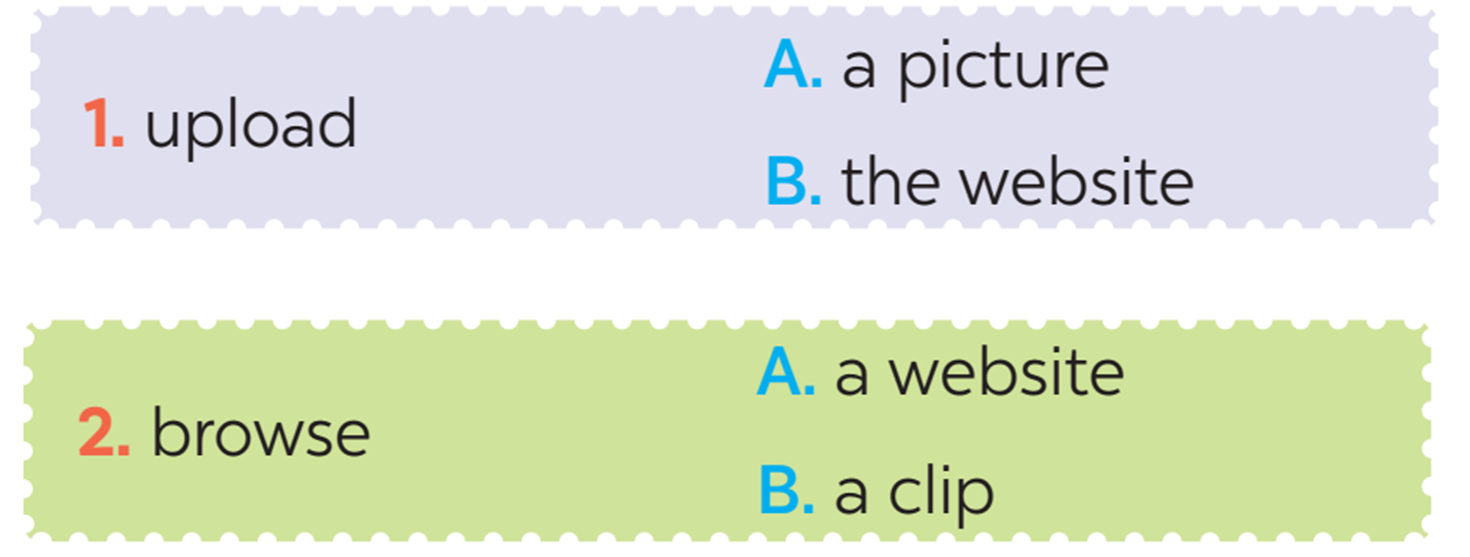 1. upload
A. a picture
B. the website
2. browse
A. a website
B. a clip